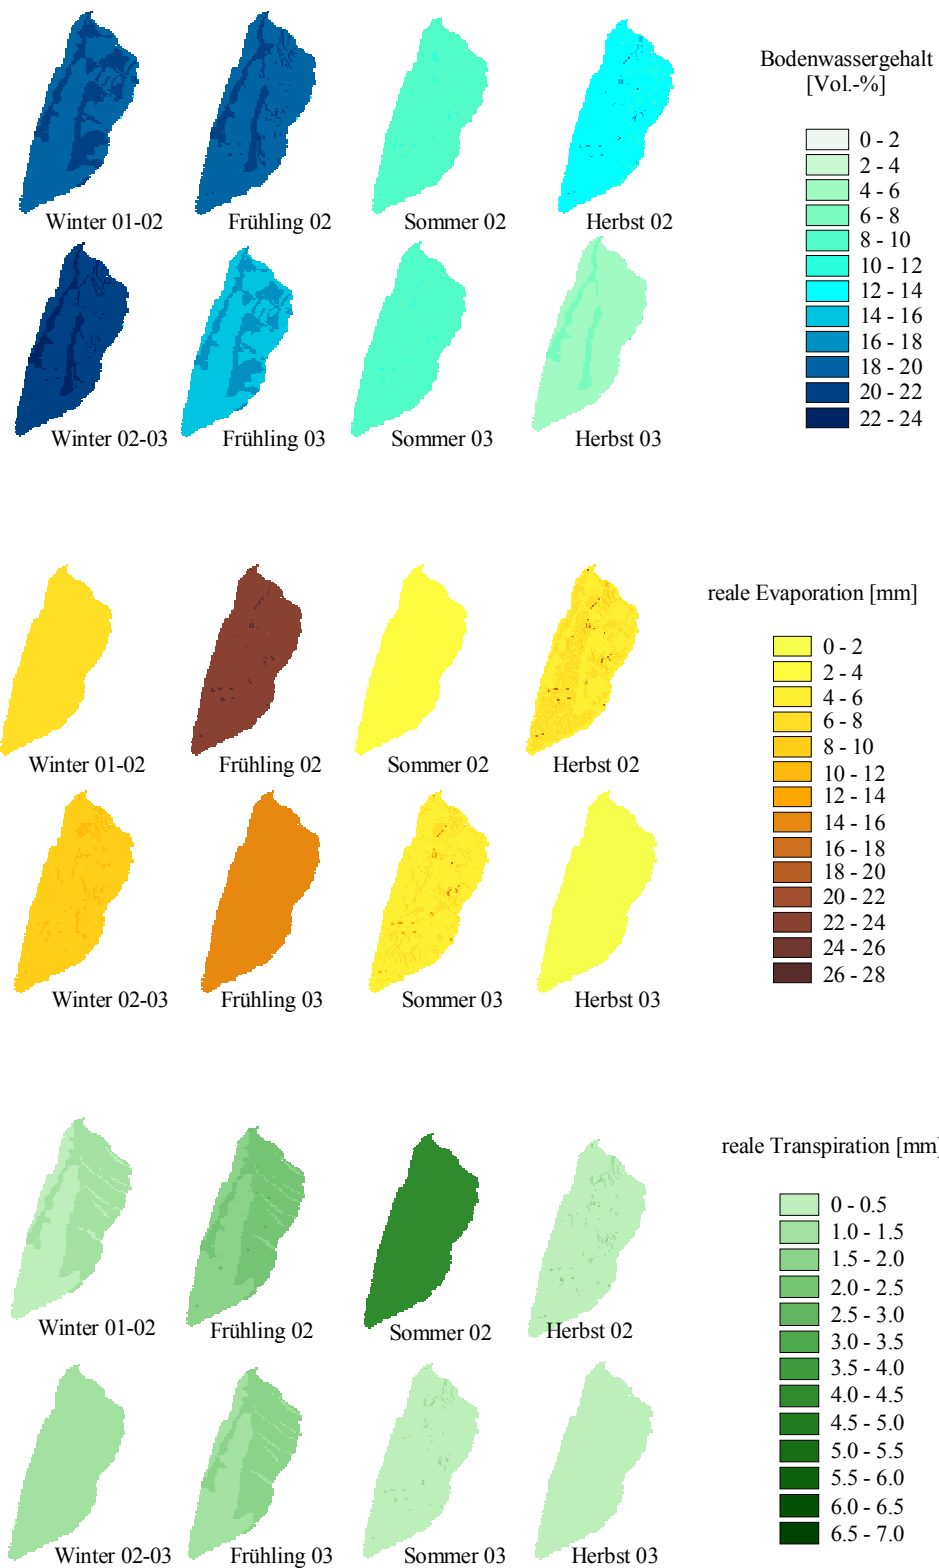 Bodenwassergehalt
[Vol.-%]
0 - 2
2 - 4
4 - 6
6 - 8
8 - 10
10 - 12
12 - 14
14 - 16
16 - 18
18 - 20
20 - 22
22 - 24
Winter 01-02
Frühling 02
Sommer 02
Herbst 02
Winter 02-03
Frühling 03
Sommer 03
Herbst 03
reale Evaporation [mm]
0 - 2
2 - 4
4 - 6
6 - 8
8 - 10
10 - 12
12 - 14
14 - 16
16 - 18
18 - 20
20 - 22
22 - 24
24 - 26
26 - 28
Winter 01-02
Frühling 02
Sommer 02
Herbst 02
Winter 02-03
Frühling 03
Sommer 03
Herbst 03
reale Transpiration [mm]
0 - 0.5
1.0 - 1.5
1.5 - 2.0
2.0 - 2.5
2.5 - 3.0
3.0 - 3.5
3.5 - 4.0
4.0 - 4.5
4.5 - 5.0
5.0 - 5.5
5.5 - 6.0
6.0 - 6.5
6.5 - 7.0
Winter 01-02
Frühling 02
Sommer 02
Herbst 02
Winter 02-03
Frühling 03
Sommer 03
Herbst 03